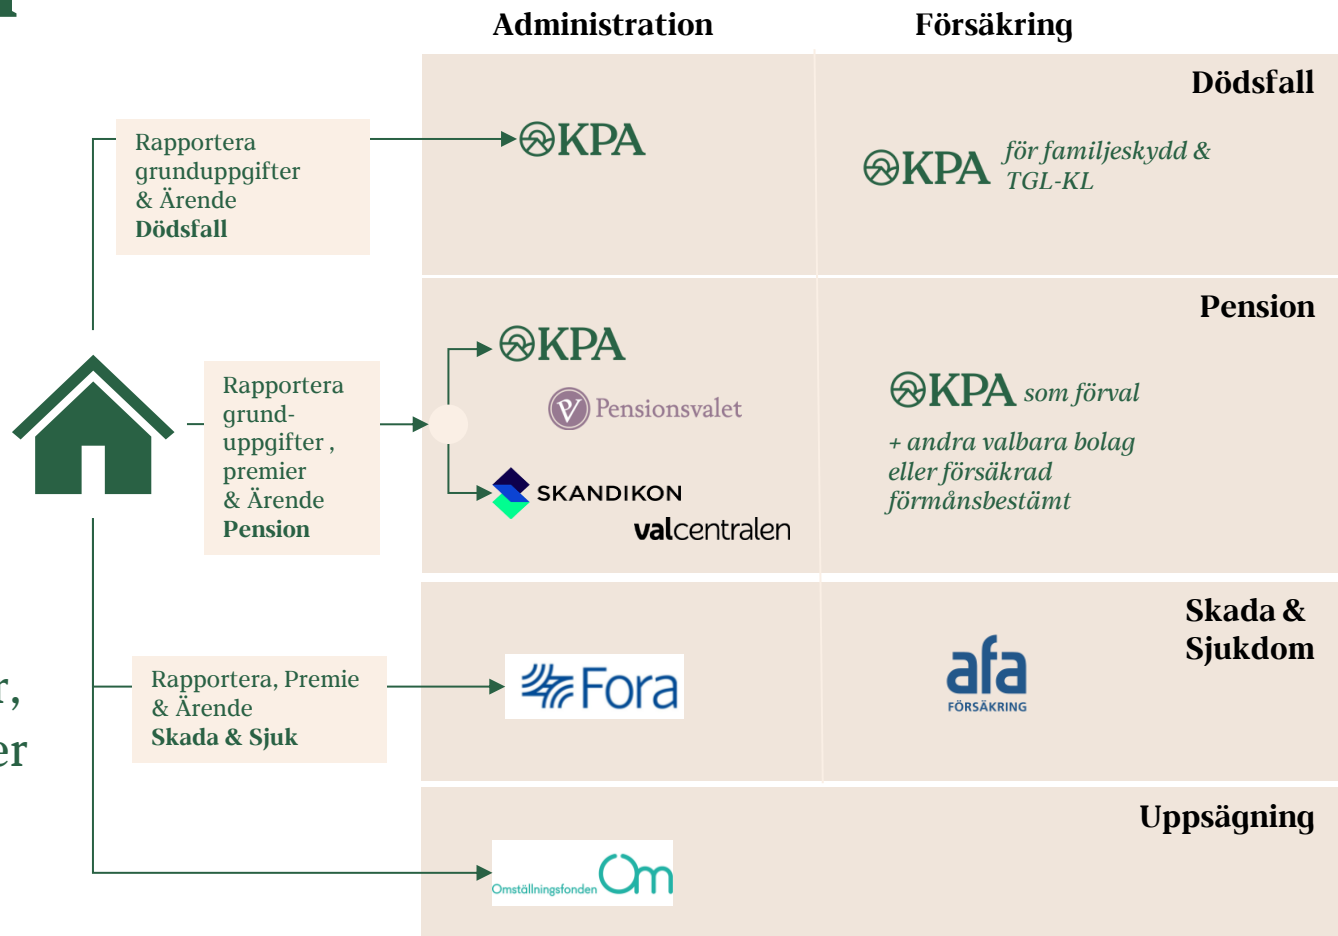 Administration
Försäkring
Dödsfall
Rapportera
grunduppgifter
& Ärende
Dödsfall
KPA
KPA
för familjeskydd &
TGL-KL
Pension
Rapportera
grund-
uppgifter ,
premier
& Ärende
Pension
KPA
Pensionsvalet
SKANDIKON
valcentralen
KPA som förval
+ andra valbara bolag
eller försäkrad
förmånsbestämt
Skada &
Sjukdom
Rapportera, Premie
& Ärende
Skada & Sjuk
Fora
afa
FÖRSÄKRING
Uppsägning
Omställningsfonden Öm